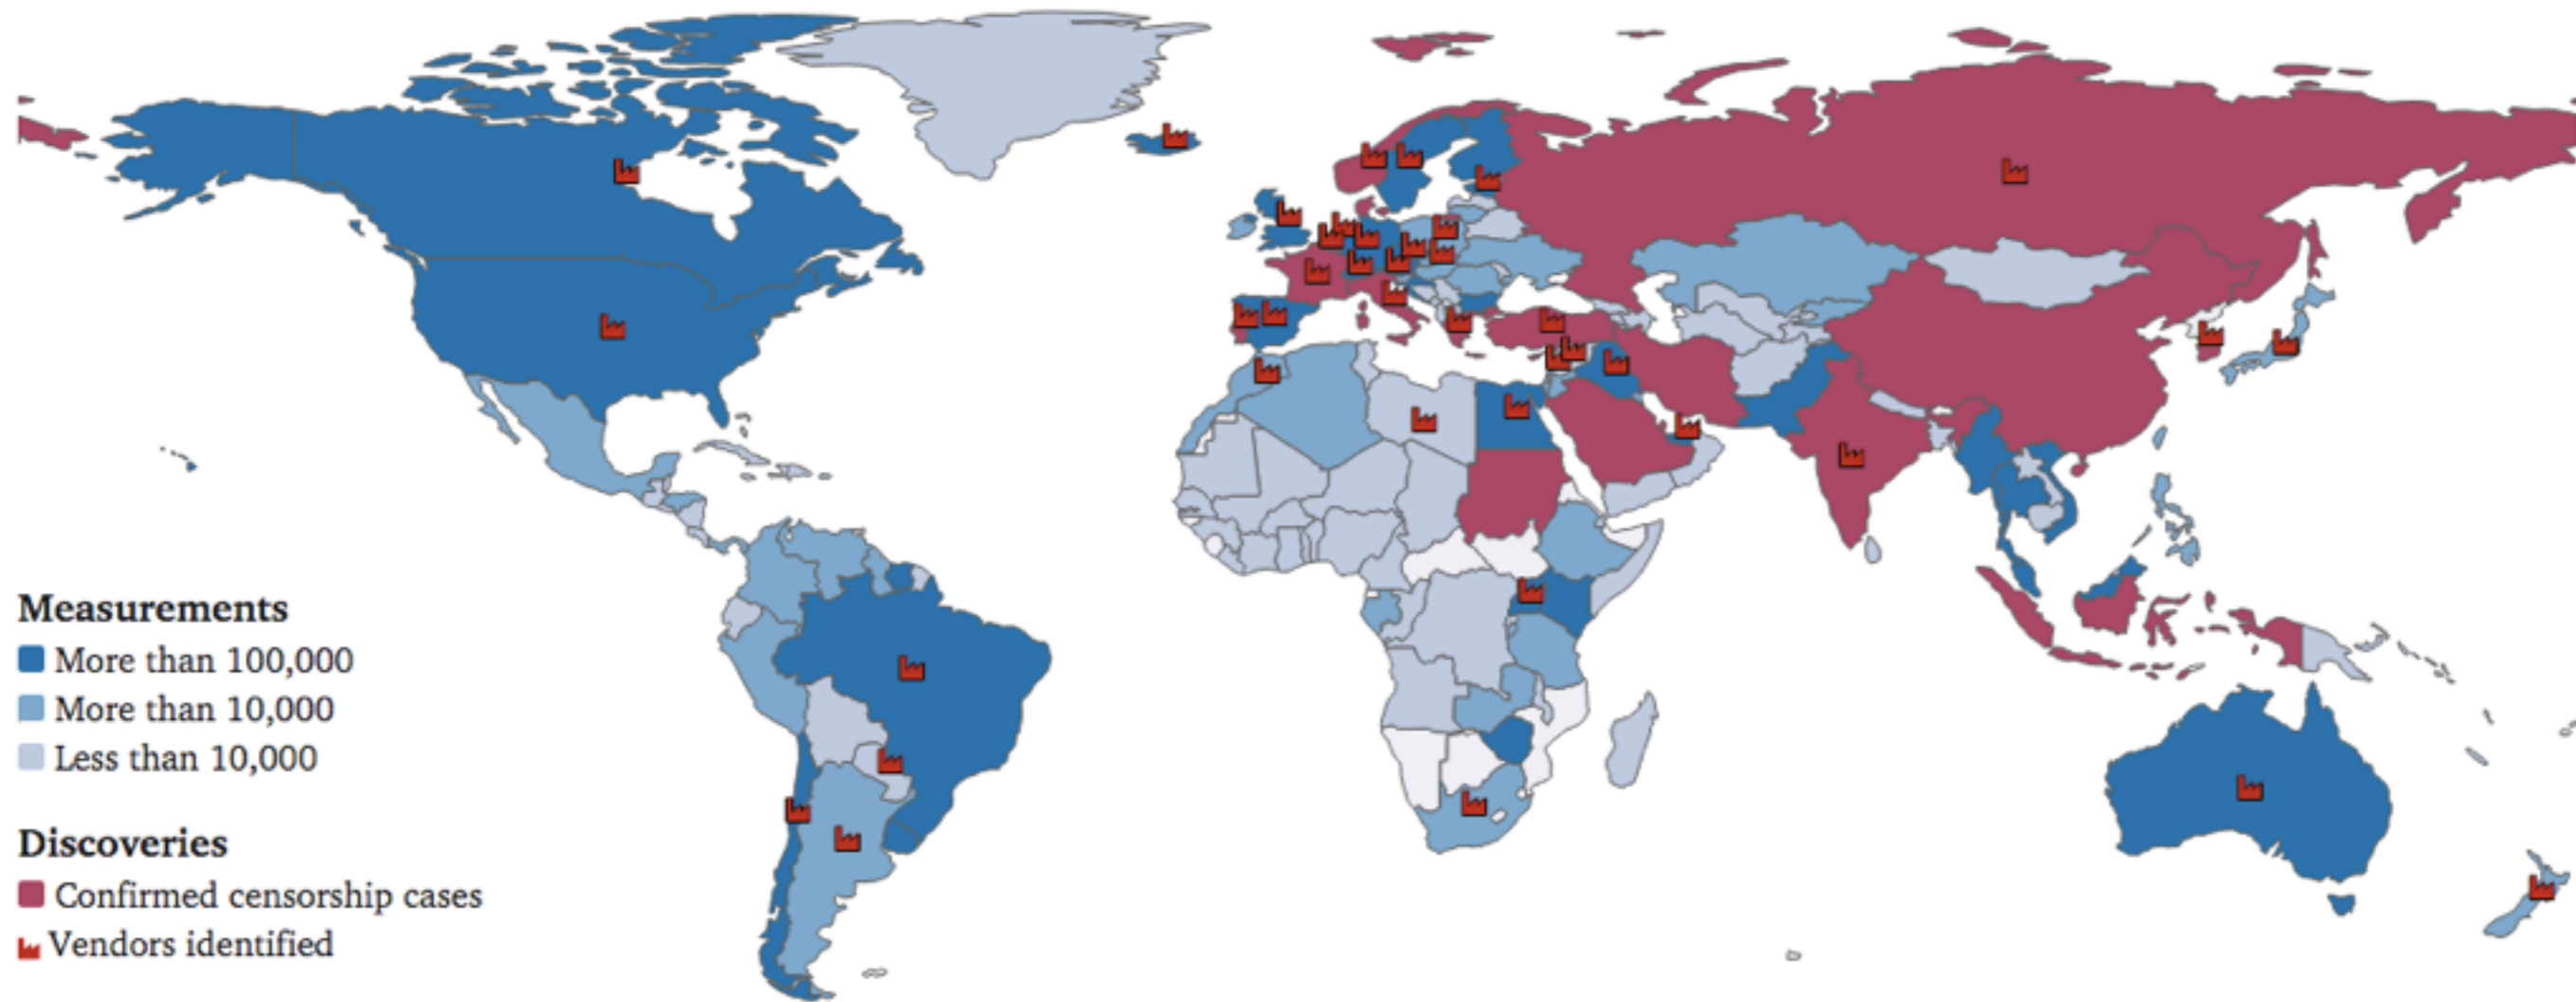 Measurements
More than 100,000
More than 10,000
Less than 10,000
Discoveries
Confirmed censorship cases
Vendors identified